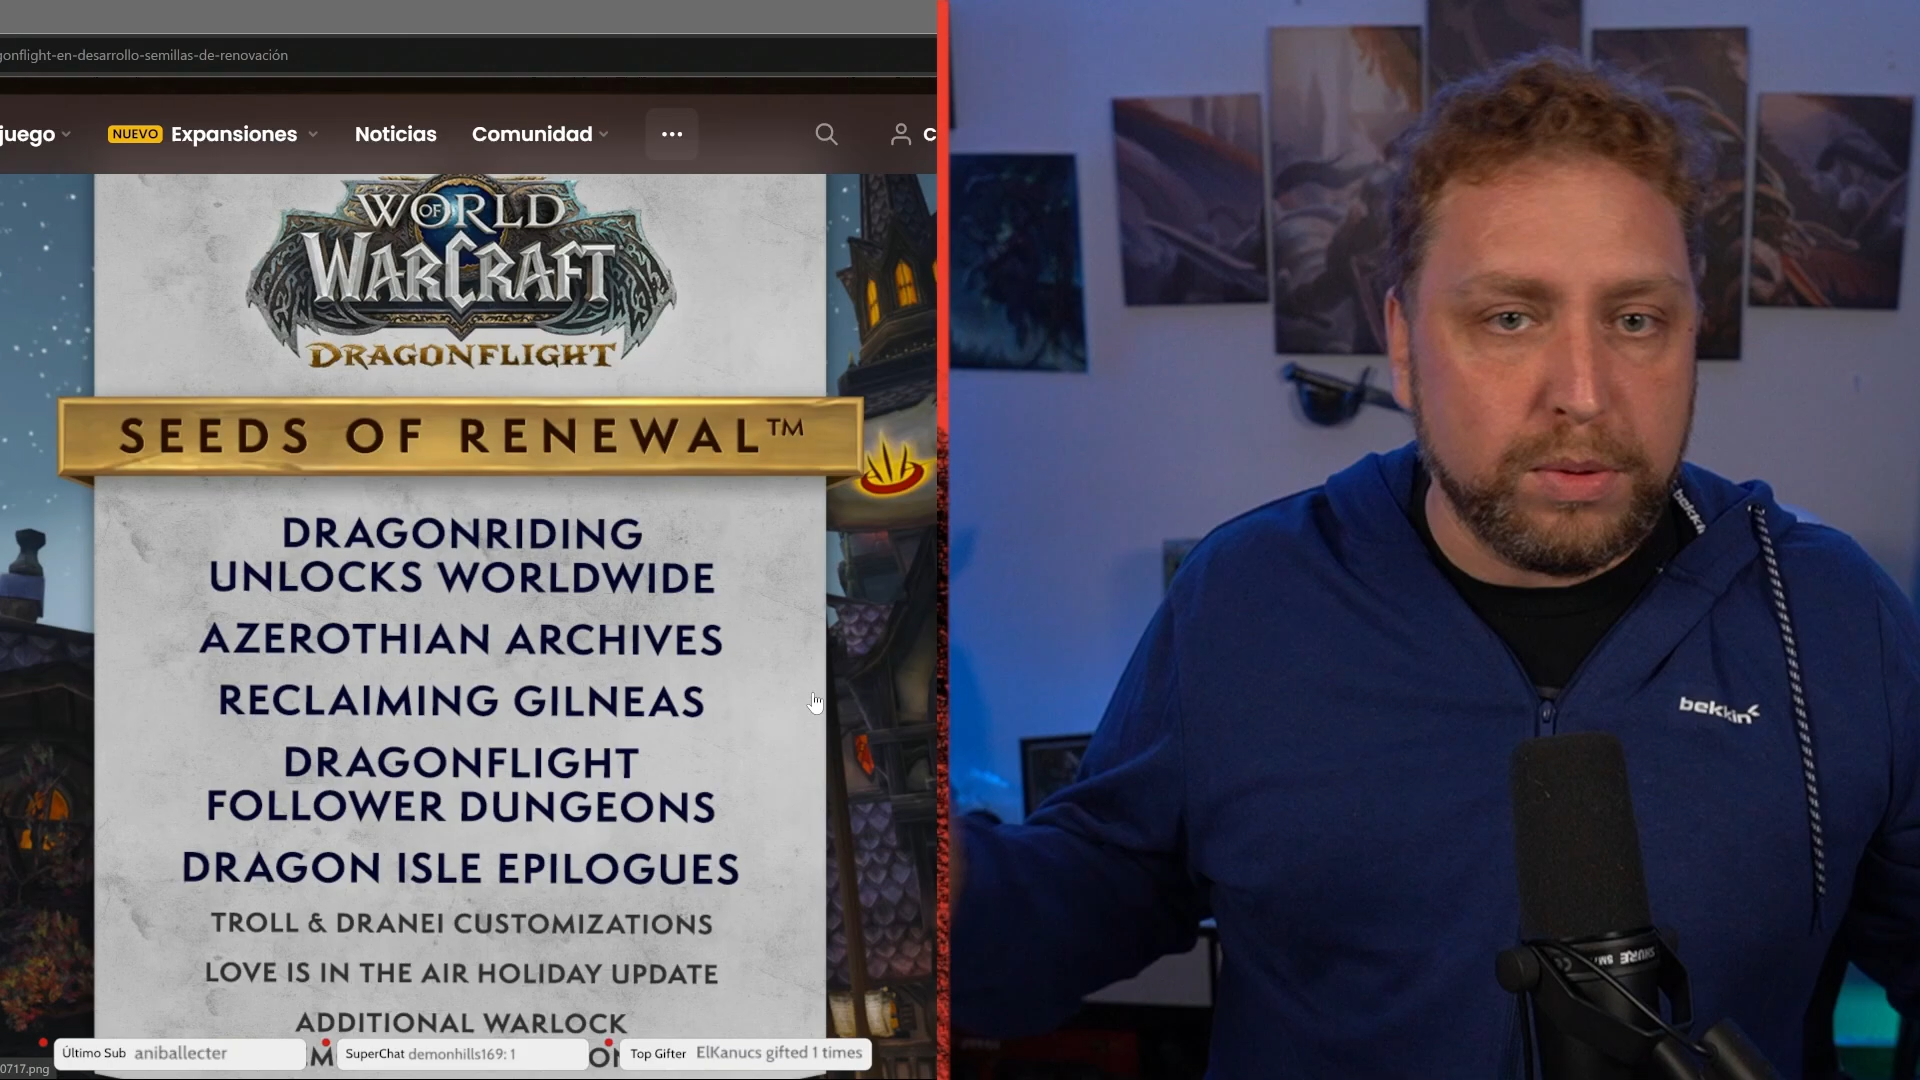 gonflight-en-desarrollo-semillas-de-renovación
juego
NUEVO Expansiones
Noticias
Comunidad
...
C
WORLD
OF
WARCRAFT
DRAGONFLIGHT
SEEDS OF RENEWAL™
DRAGONRIDING
UNLOCKS WORLDWIDE
AZEROTHIAN ARCHIVES
RECLAIMING GILNEAS
DRAGONFLIGHT
FOLLOWER DUNGEONS
DRAGON ISLE EPILOGUES
TROLL & DRANEI CUSTOMIZATIONS
LOVE IS IN THE AIR HOLIDAY UPDATE
ADDITIONAL WARLOCK
Último Sub aniballecter
SuperChat demonhills169: 1
Top Gifter ElKanucs gifted 1 times
0717.png
bekkin
bekkin
SHURE